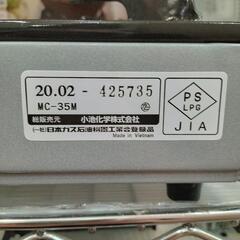 20.02 - 425735
MC-35M
総販売元 小池化学株式会社
(一社)日本ガス石油機器工業会登録品
Made in Vietnam
PS
LPG
JIA